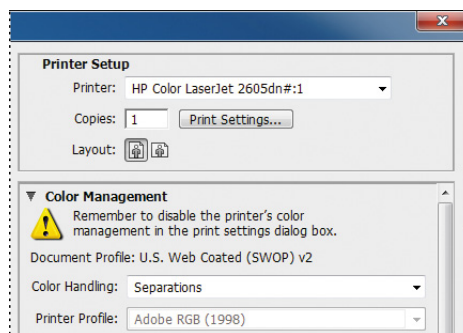 Printer Setup
Printer: HP Color LaserJet 2605dn#:1
Copies: 1 Print Settings...
Layout:
Color Management
Remember to disable the printer's color
management in the print settings dialog box.
Document Profile: U.S. Web Coated (SWOP) v2
Color Handling: Separations
Printer Profile: Adobe RGB (1998)